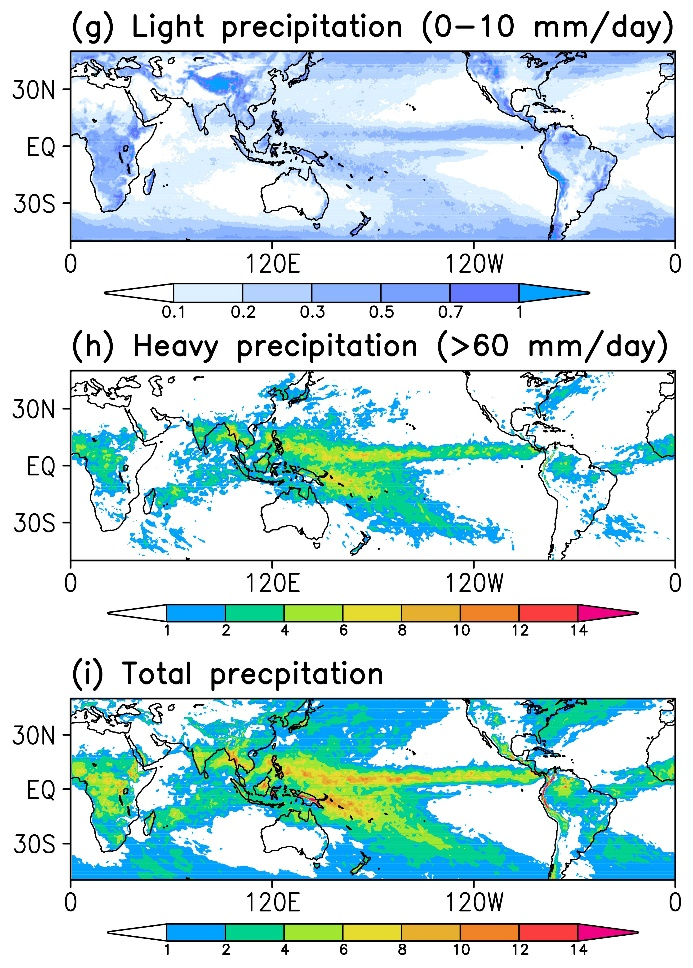 (g) Light precipitation (0−10 mm/day)
30N
EQ
30S
0 120E 120W 0
0.1 0.2 0.3 0.5 0.7 1
(h) Heavy precipitation (>60 mm/day)
30N
EQ
30S
0 120E 120W 0
1 2 4 6 8 10 12 14
(i) Total precpitation
30N
EQ
30S
0 120E 120W 0
1 2 4 6 8 10 12 14